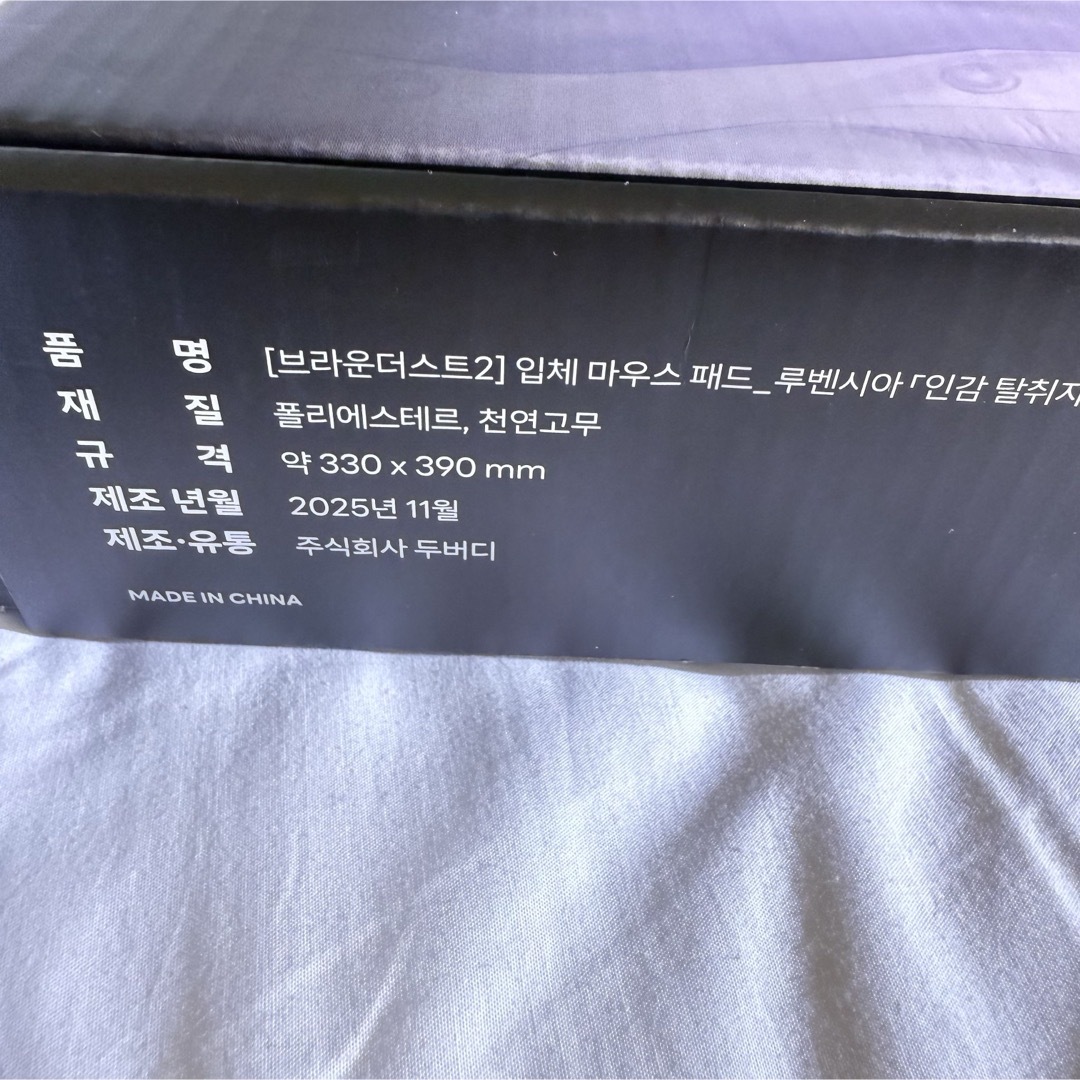 품 명 [브라운더스트2] 입체 마우스 패드_루벤시아 「인감 탈취자
재 질 폴리에스테르, 천연고무
규 격 약 330 x 390 mm
제조 년월 2025년 11월
제조·유통 주식회사 두버디
MADE IN CHINA